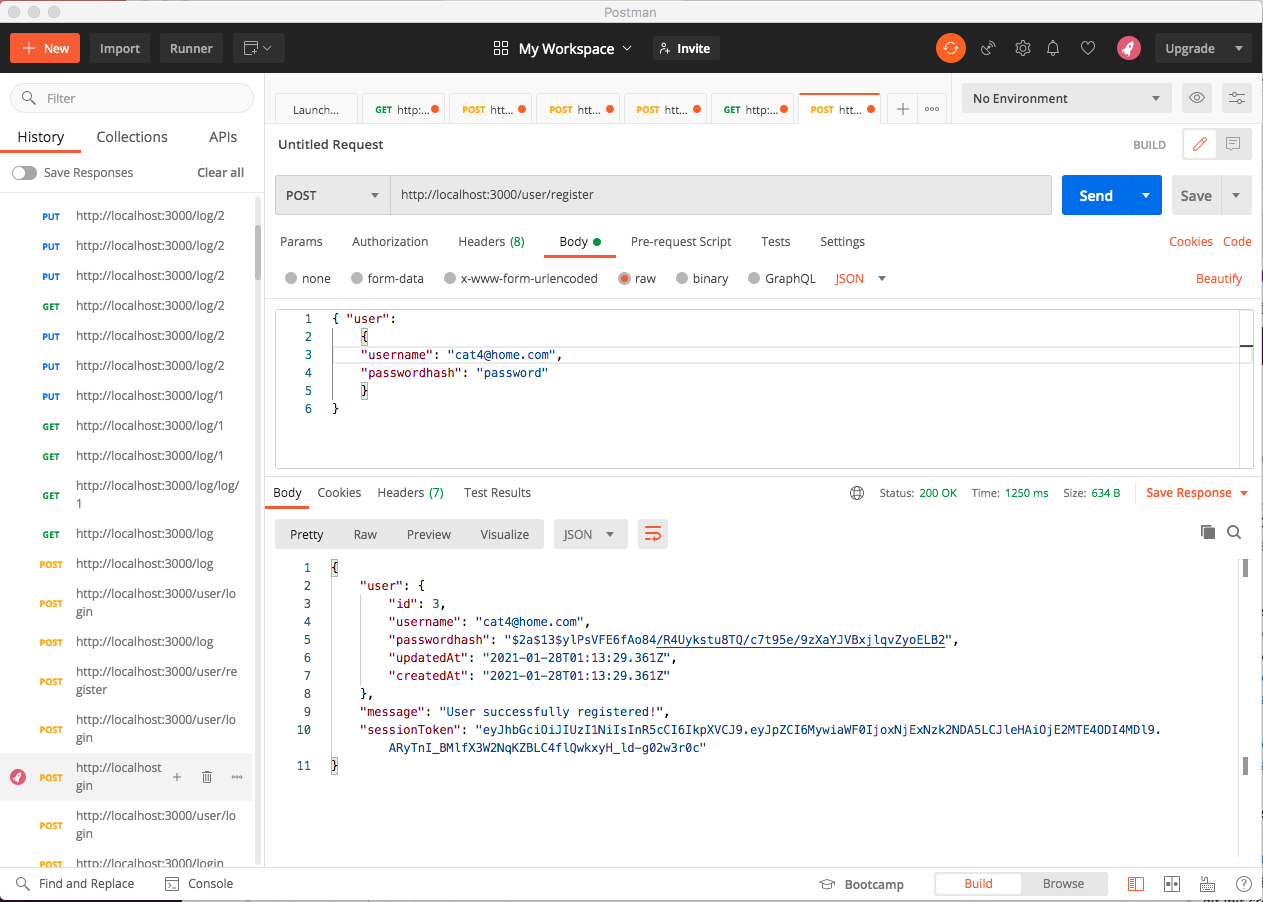 Postman
New Import Runner My Workspace Invite Upgrade
Filter
History Collections APIs
Save Responses Clear all
PUT http://localhost:3000/log/2
PUT http://localhost:3000/log/2
PUT http://localhost:3000/log/2
GET http://localhost:3000/log/2
PUT http://localhost:3000/log/2
PUT http://localhost:3000/log/2
PUT http://localhost:3000/log/1
GET http://localhost:3000/log/1
GET http://localhost:3000/log/1
GET http://localhost:3000/log/log/
1
GET http://localhost:3000/log
POST http://localhost:3000/log
POST http://localhost:3000/user/lo
gin
POST http://localhost:3000/log
POST http://localhost:3000/user/re
gister
POST http://localhost:3000/user/lo
gin
POST http://localhost
gin
POST http://localhost:3000/user/lo
gin
POST http://localhost:3000/login
Launch... GET http:... POST htt... POST htt... POST htt... GET http:... POST htt... No Environment
Untitled Request BUILD
POST http://localhost:3000/user/register Send Save
Params Authorization Headers (8) Body Pre-request Script Tests Settings Cookies Code
none form-data x-www-form-urlencoded raw binary GraphQL JSON Beautify
1 { "user":
2 {
3 "username": "cat4@home.com",
4 "passwordhash": "password"
5 }
6 }
Body Cookies Headers (7) Test Results Status: 200 OK Time: 1250 ms Size: 634 B Save Response
Pretty Raw Preview Visualize JSON
1 {
2 "user": {
3 "id": 3,
4 "username": "cat4@home.com",
5 "passwordhash": "$2a$13$ylPsVFE6fAo84/R4Uykstu8TQ/c7t95e/9zXaYJVBxjlqvZyoELB2",
6 "updatedAt": "2021-01-28T01:13:29.361Z",
7 "createdAt": "2021-01-28T01:13:29.361Z"
8 },
9 "message": "User successfully registered!",
10 "sessionToken": "eyJhbGciOiJIUzI1NiIsInR5cCI6IkpXVCJ9.eyJpZCI6MywiaWF0IjoxNjExNzk2NDA5LCJleHAiOjE2MTE4ODI4MDl9.
ARyTnI_BMlfX3W2NqKZBLC4flQwkxyH_ld-g02w3r0c"
11 }
Find and Replace Console Bootcamp Build Browse